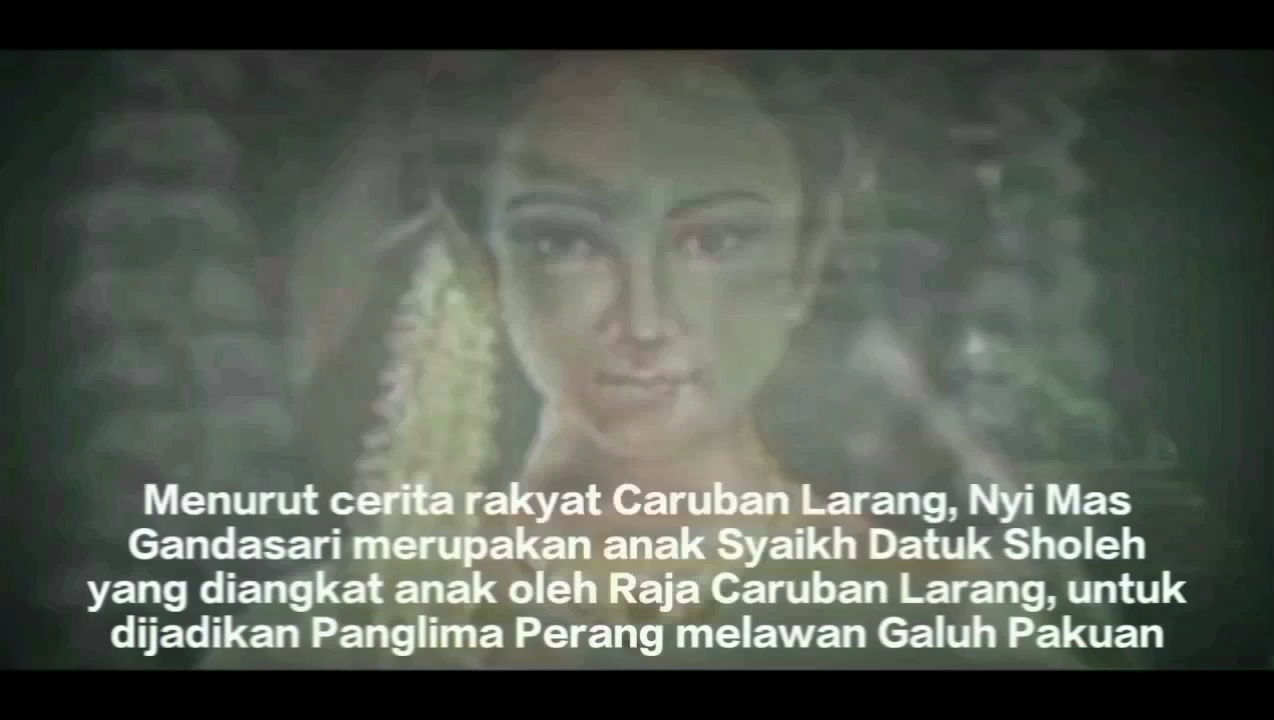 Menurut cerita rakyat Caruban Larang, Nyi Mas
Gandasari merupakan anak Syaikh Datuk Sholeh
yang diangkat anak oleh Raja Caruban Larang, untuk
dijadikan Panglima Perang melawan Galuh Pakuan